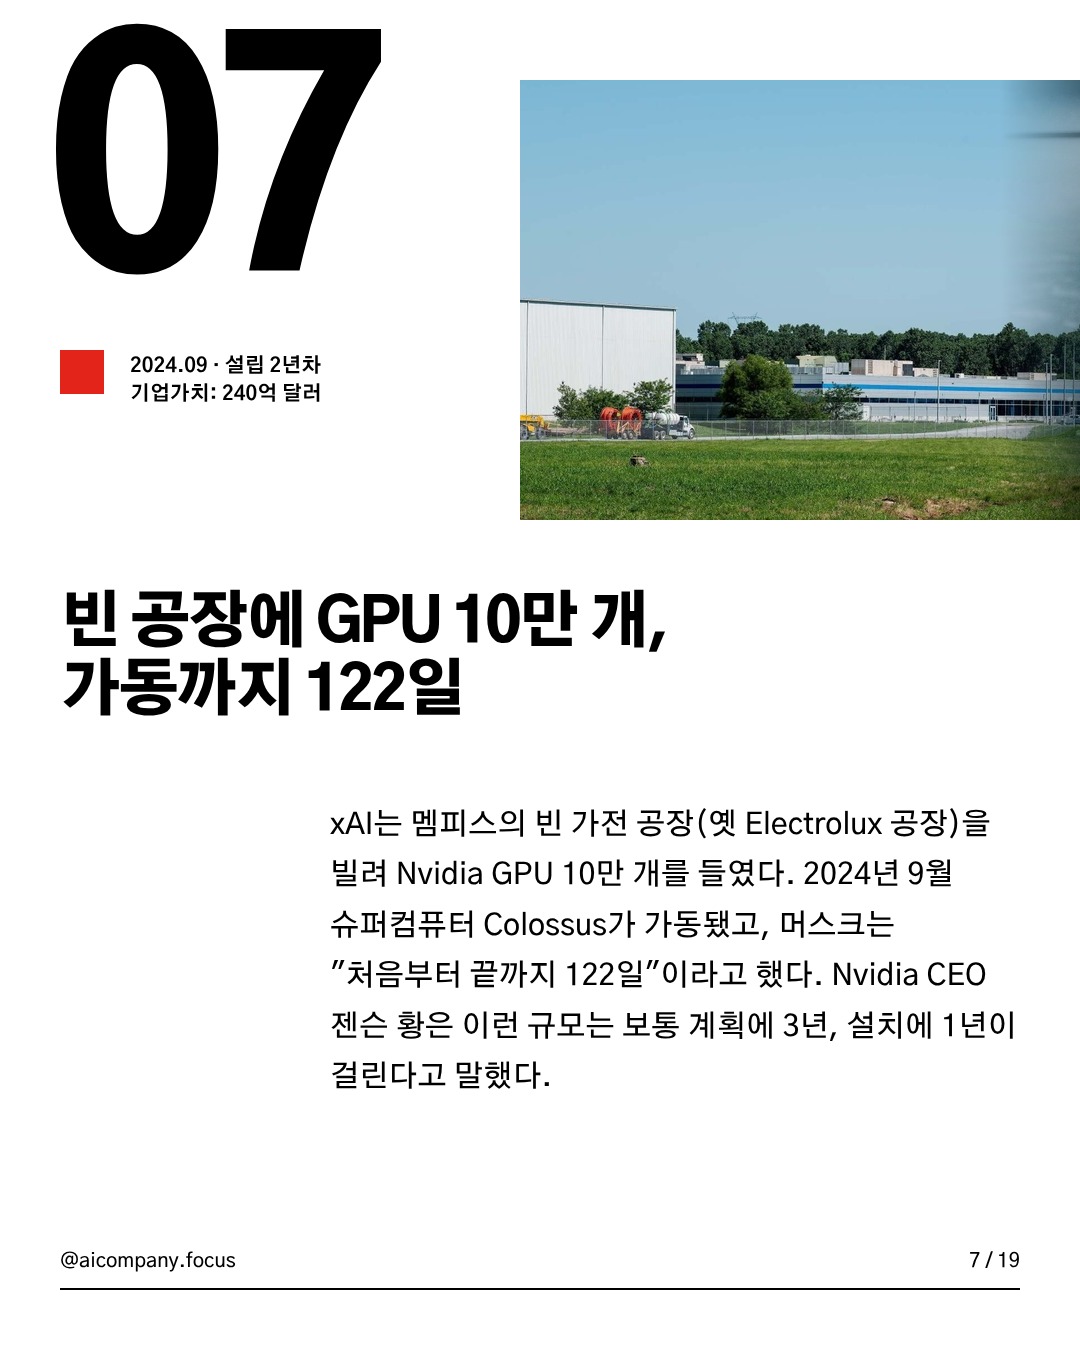 07
2024.09 · 설립 2년차
기업가치: 240억 달러
빈 공장에 GPU 10만 개,
가동까지 122일
xAI는 멤피스의 빈 가전 공장(옛 Electrolux 공장)을
빌려 Nvidia GPU 10만 개를 들였다. 2024년 9월
슈퍼컴퓨터 Colossus가 가동됐고, 머스크는
"처음부터 끝까지 122일"이라고 했다. Nvidia CEO
젠슨 황은 이런 규모는 보통 계획에 3년, 설치에 1년이
걸린다고 말했다.
@aicompany.focus
7 / 19